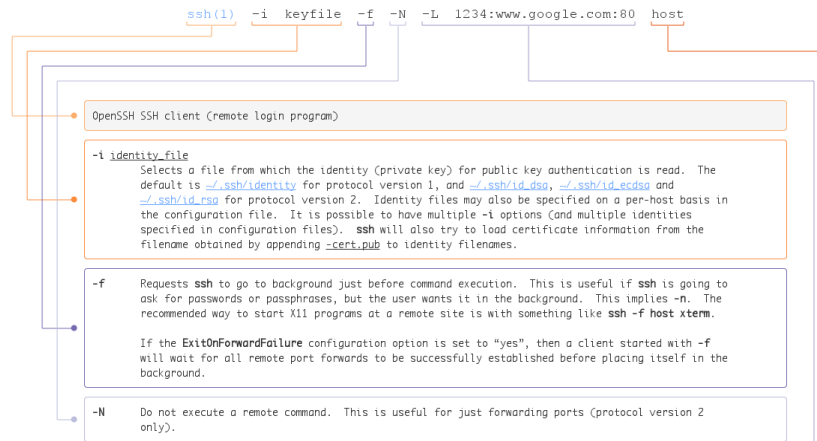 ssh(1) -i keyfile -f -N -L 1234:www.google.com:80 host
OpenSSH SSH client (remote login program)
-i identity_file
Selects a file from which the identity (private key) for public key authentication is read. The
default is ~/.ssh/identity for protocol version 1, and ~/.ssh/id_dsa, ~/.ssh/id_ecdsa and
~/.ssh/id_rsa for protocol version 2. Identity files may also be specified on a per-host basis in
the configuration file. It is possible to have multiple -i options (and multiple identities
specified in configuration files). ssh will also try to load certificate information from the
filename obtained by appending -cert.pub to identity filenames.
-f Requests ssh to go to background just before command execution. This is useful if ssh is going to
ask for passwords or passphrases, but the user wants it in the background. This implies -n. The
recommended way to start X11 programs at a remote site is with something like ssh -f host xterm.
If the ExitOnForwardFailure configuration option is set to “yes”, then a client started with -f
will wait for all remote port forwards to be successfully established before placing itself in the
background.
-N Do not execute a remote command. This is useful for just forwarding ports (protocol version 2
only).